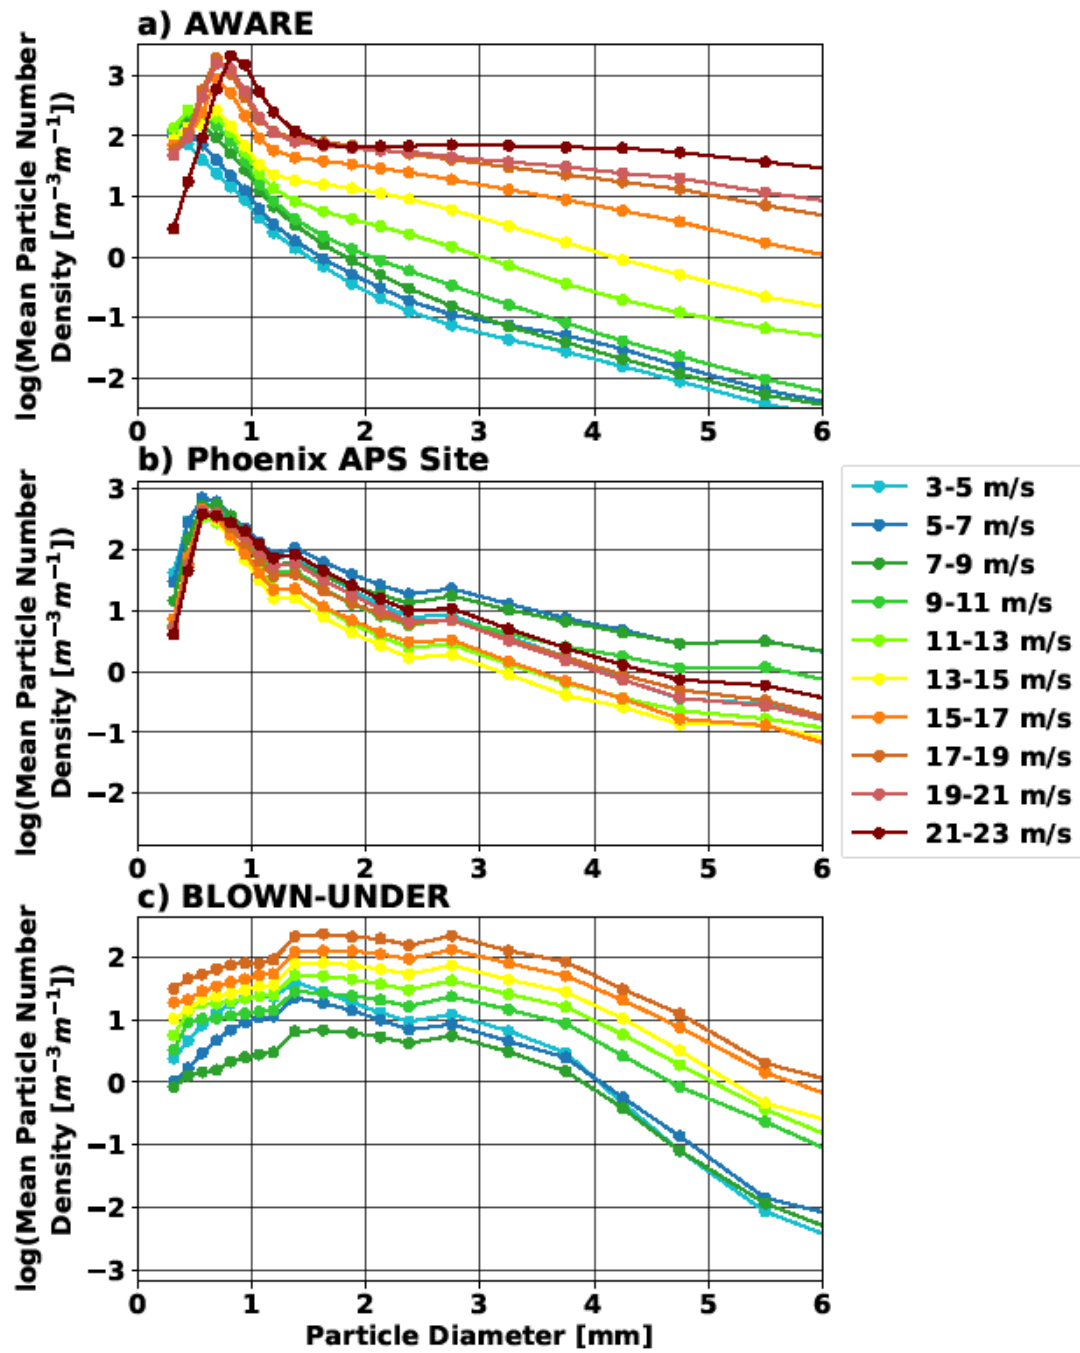 a) AWARE
log(Mean Particle Number
Density [m⁻³m⁻¹])
3
2
1
0
−1
−2
0 1 2 3 4 5 6
b) Phoenix APS Site
log(Mean Particle Number
Density [m⁻³m⁻¹])
3
2
1
0
−1
−2
0 1 2 3 4 5 6
3-5 m/s
5-7 m/s
7-9 m/s
9-11 m/s
11-13 m/s
13-15 m/s
15-17 m/s
17-19 m/s
19-21 m/s
21-23 m/s
c) BLOWN-UNDER
log(Mean Particle Number
Density [m⁻³m⁻¹])
2
1
0
−1
−2
−3
0 1 2 3 4 5 6
Particle Diameter [mm]